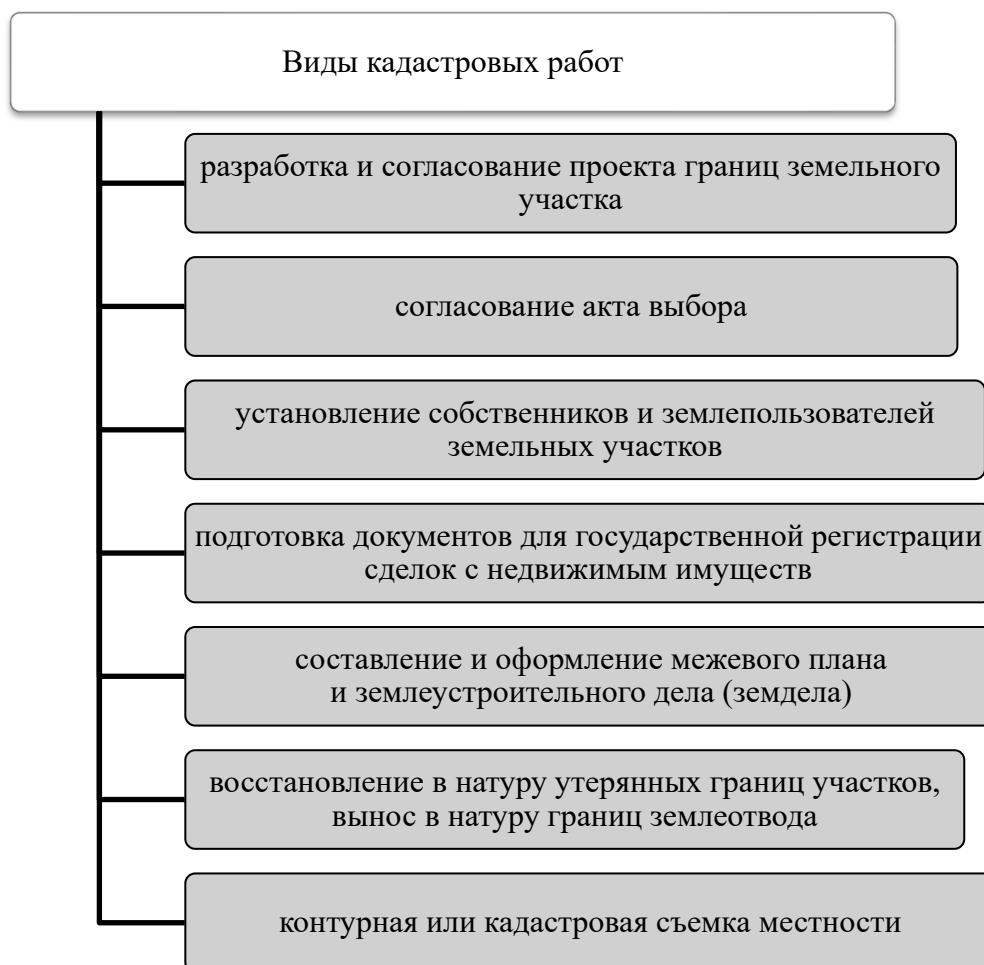 Виды кадастровых работ
разработка и согласование проекта границ земельного
участка
согласование акта выбора
установление собственников и землепользователей
земельных участков
подготовка документов для государственной регистрации
сделок с недвижимым имуществ
составление и оформление межевого плана
и землеустроительного дела (земдела)
восстановление в натуру утерянных границ участков,
вынос в натуру границ землеотвода
контурная или кадастровая съемка местности